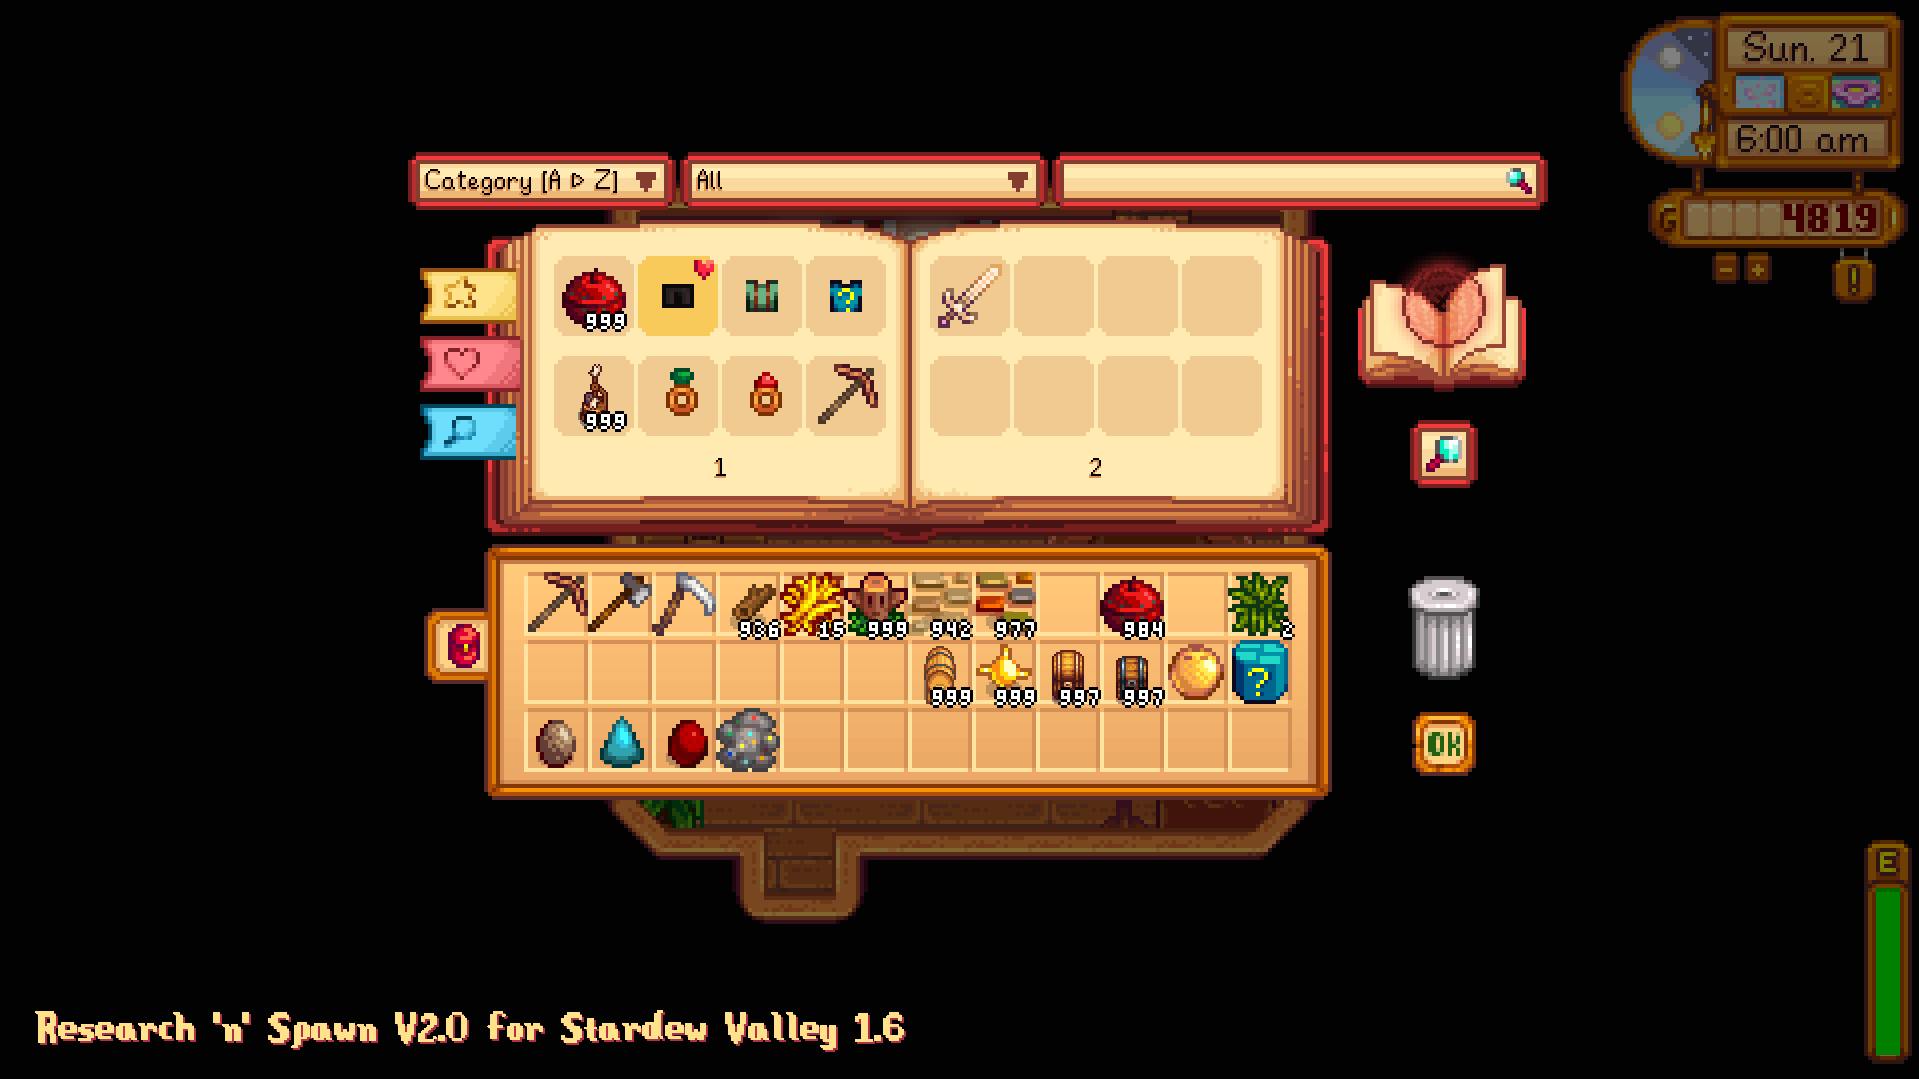 Sun. 21
6:00 am
G 4819
Category [A ▷ Z]
All
999
?
999
1
2
936 15 999 942 977 984 2
999 999 997 997 ?
OK
E
Research 'n' Spawn V2.0 for Stardew Valley 1.6